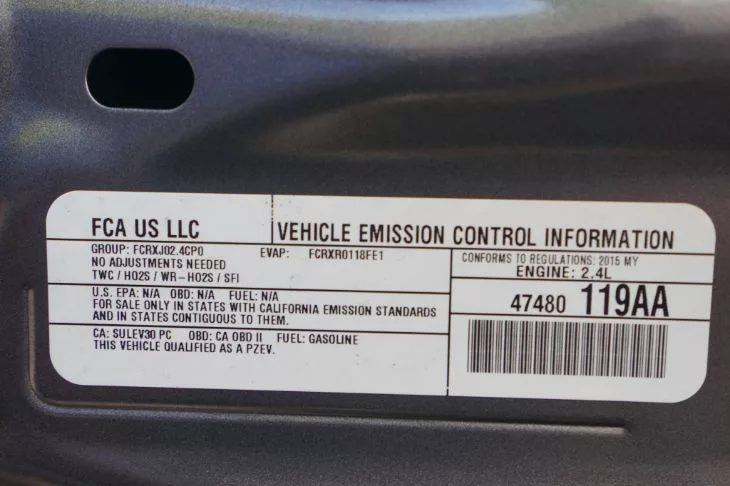 FCA US LLC
VEHICLE EMISSION CONTROL INFORMATION
GROUP: FCRXJ02.4CP0 EVAP: FCRXR0118FE1
NO ADJUSTMENTS NEEDED
TWC / HO2S / WR-HO2S / SFI
CONFORMS TO REGULATIONS: 2015 MY
ENGINE: 2.4L
U.S. EPA: N/A OBD: N/A FUEL: N/A
FOR SALE ONLY IN STATES WITH CALIFORNIA EMISSION STANDARDS
AND IN STATES CONTIGUOUS TO THEM.
47480 119AA
CA: SULEV30 PC OBD: CA OBD II FUEL: GASOLINE
THIS VEHICLE QUALIFIED AS A PZEV.